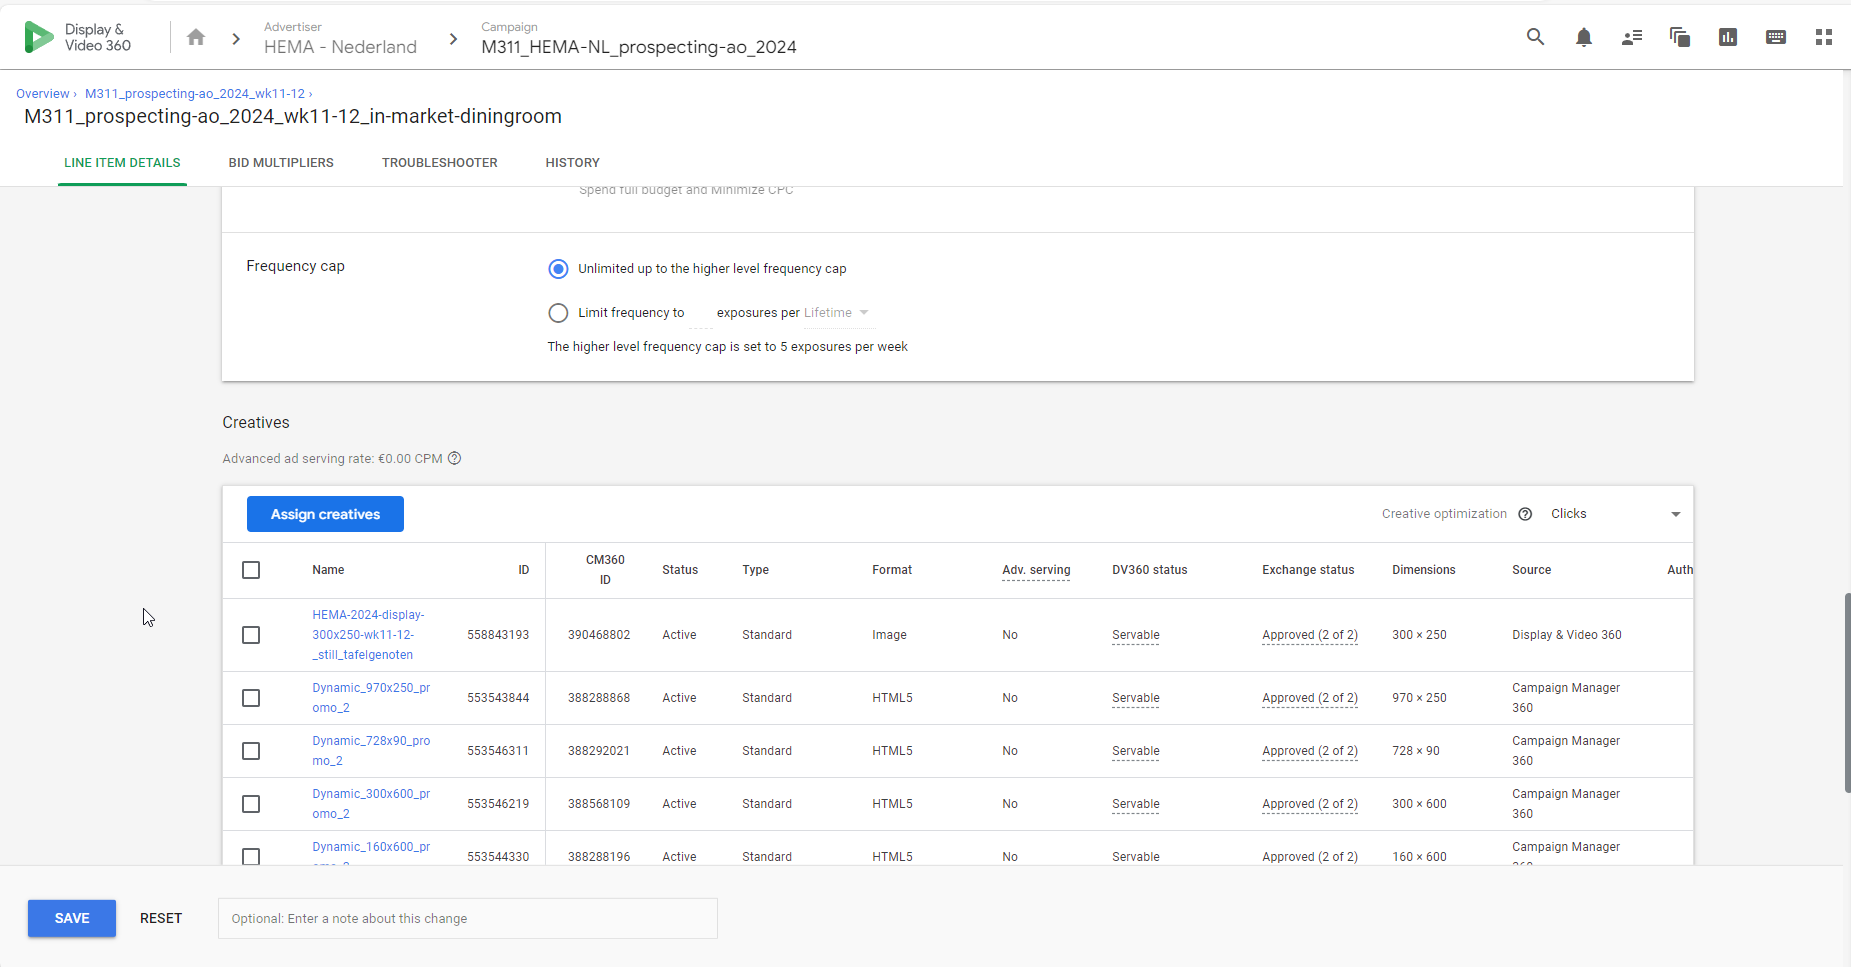 Display &
Video 360
Advertiser
HEMA - Nederland
Campaign
M311_HEMA-NL_prospecting-ao_2024
Overview › M311_prospecting-ao_2024_wk11-12 ›
M311_prospecting-ao_2024_wk11-12_in-market-diningroom
LINE ITEM DETAILS BID MULTIPLIERS TROUBLESHOOTER HISTORY
Spend full budget and Minimize CPC
Frequency cap
Unlimited up to the higher level frequency cap
Limit frequency to exposures per Lifetime
The higher level frequency cap is set to 5 exposures per week
Creatives
Advanced ad serving rate: €0.00 CPM
Assign creatives Creative optimization Clicks
Name ID CM360 ID Status Type Format Adv. serving DV360 status Exchange status Dimensions Source Auth
HEMA-2024-display-
300x250-wk11-12-
_still_tafelgenoten
558843193 390468802 Active Standard Image No Servable Approved (2 of 2) 300 × 250 Display & Video 360
Dynamic_970x250_pr
omo_2
553543844 388288868 Active Standard HTML5 No Servable Approved (2 of 2) 970 × 250 Campaign Manager
360
Dynamic_728x90_pro
mo_2
553546311 388292021 Active Standard HTML5 No Servable Approved (2 of 2) 728 × 90 Campaign Manager
360
Dynamic_300x600_pr
omo_2
553546219 388568109 Active Standard HTML5 No Servable Approved (2 of 2) 300 × 600 Campaign Manager
360
Dynamic_160x600_pr
553544330 388288196 Active Standard HTML5 No Servable Approved (2 of 2) 160 × 600 Campaign Manager
SAVE RESET Optional: Enter a note about this change